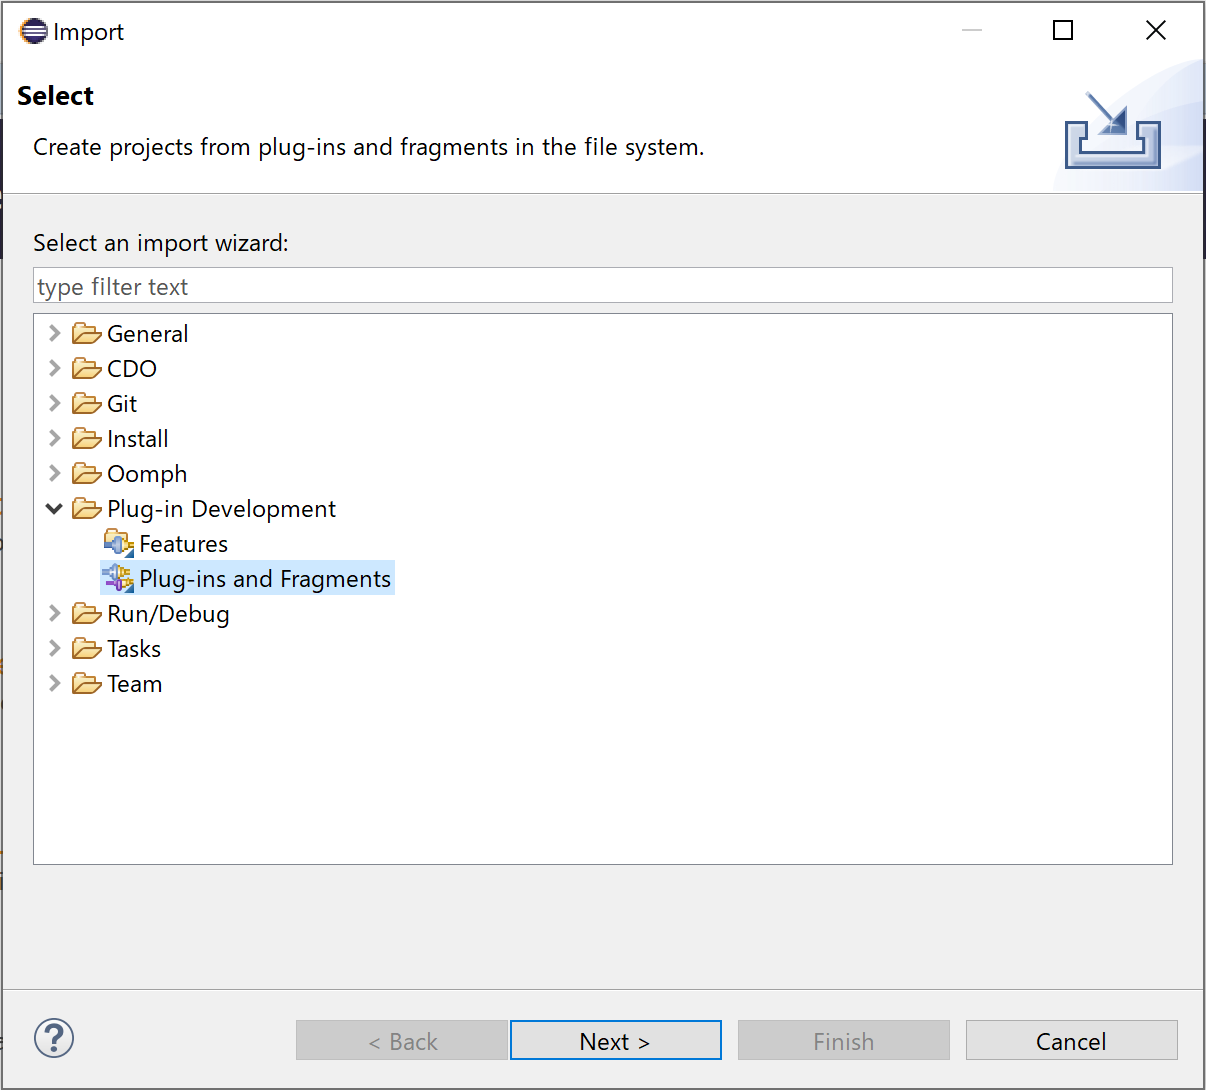 Import
Select
Create projects from plug-ins and fragments in the file system.
Select an import wizard:
type filter text
General
CDO
Git
Install
Oomph
Plug-in Development
Features
Plug-ins and Fragments
Run/Debug
Tasks
Team
?
< Back
Next >
Finish
Cancel